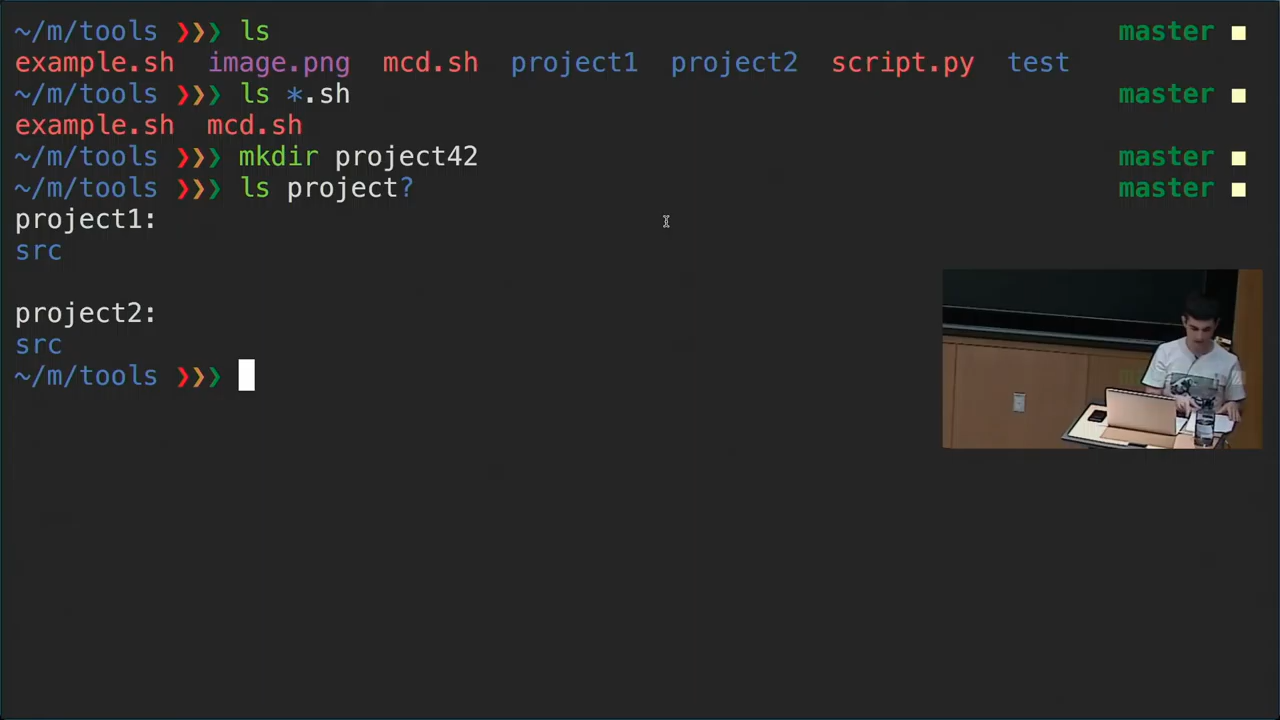 ~/m/tools ❯❯❯ ls master ■
example.sh image.png mcd.sh project1 project2 script.py test
~/m/tools ❯❯❯ ls *.sh master ■
example.sh mcd.sh
~/m/tools ❯❯❯ mkdir project42 master ■
~/m/tools ❯❯❯ ls project? master ■
project1:
src
project2:
src
~/m/tools ❯❯❯